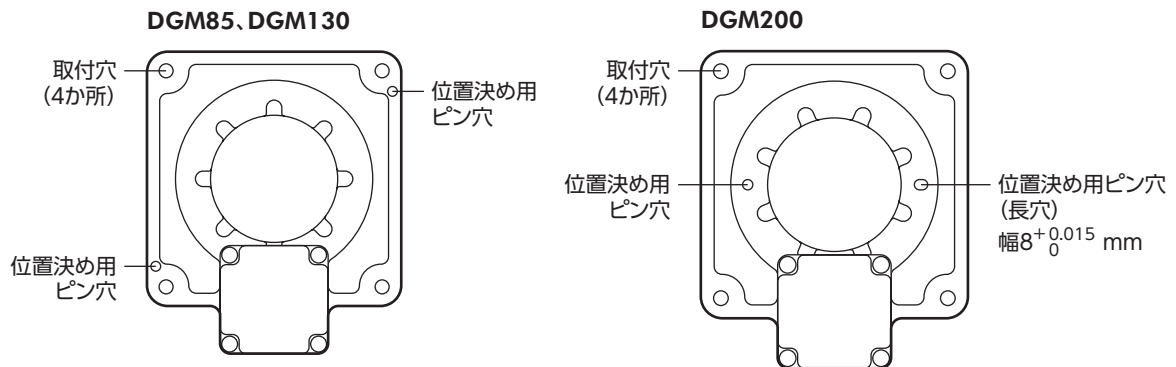 DGM85、DGM130
取付穴
(4か所)
位置決め用
ピン穴
位置決め用
ピン穴
DGM200
取付穴
(4か所)
位置決め用
ピン穴
位置決め用ピン穴
(長穴)
幅8 +0.015 0 mm